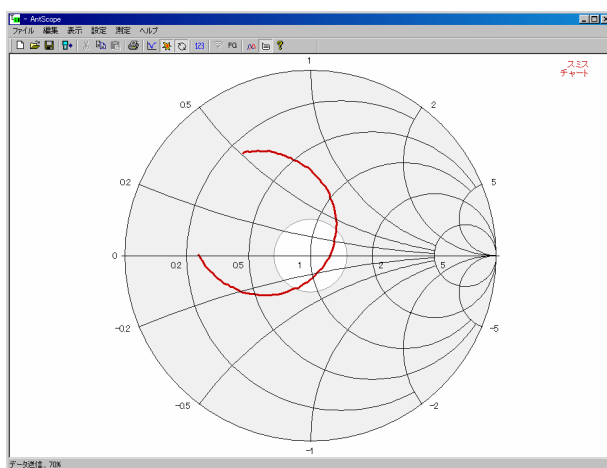 - AntScope
ファイル 編集 表示 設定 測定 ヘルプ
123 FQ
スミス
チャート
1
0.5 2
0.2 5
0 0.2 0.5 1 2 5
-0.2 -5
-0.5 -2
-1
データ送信.. 70%